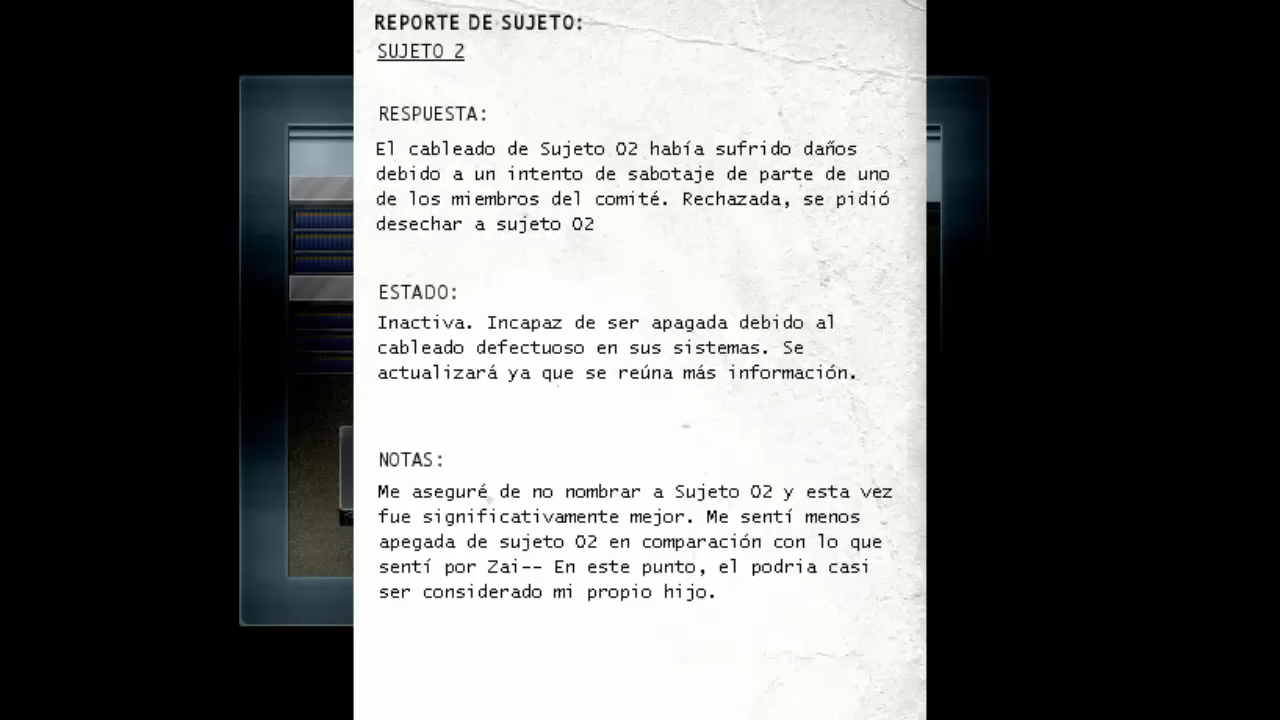 REPORTE DE SUJETO:
SUJETO 2
RESPUESTA:
El cableado de Sujeto 02 había sufrido daños
debido a un intento de sabotaje de parte de uno
de los miembros del comité. Rechazada, se pidió
desechar a sujeto 02
ESTADO:
Inactiva. Incapaz de ser apagada debido al
cableado defectuoso en sus sistemas. Se
actualizará ya que se reúna más información.
NOTAS:
Me aseguré de no nombrar a Sujeto 02 y esta vez
fue significativamente mejor. Me sentí menos
apegada de sujeto 02 en comparación con lo que
sentí por Zai-- En este punto, el podria casi
ser considerado mi propio hijo.